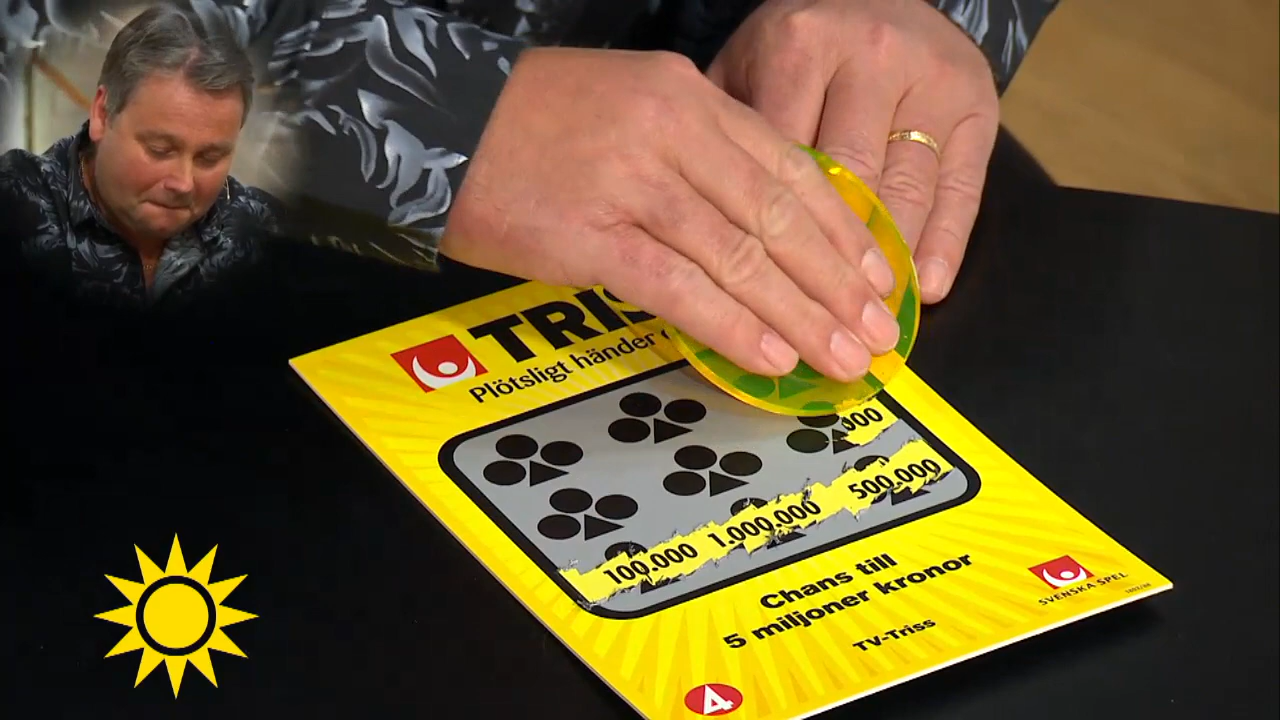 TRIS
Plötsligt händer
000
100.000 1.000.000 500.000
Chans till
5 miljoner kronor
TV-Triss
SVENSKA SPEL
4